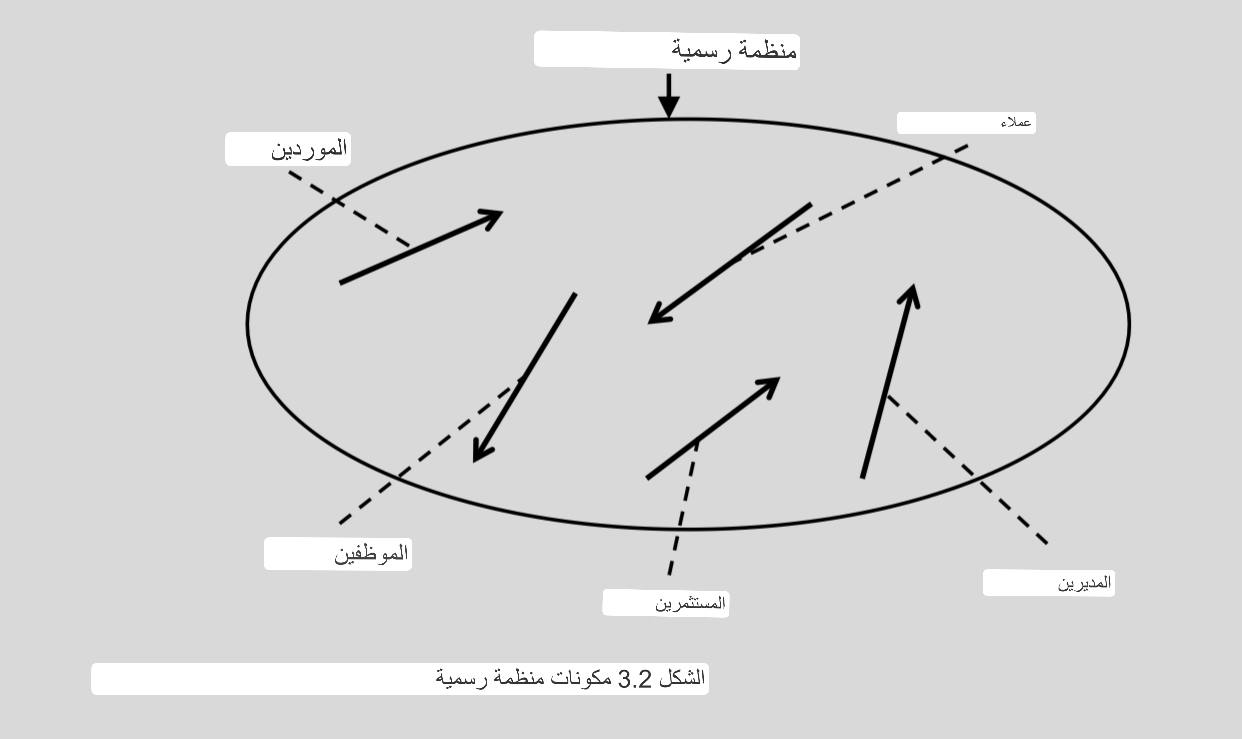 منظمة رسمية
عملاء
الموردين
الموظفين
المديرين
المستثمرين
الشكل 3.2 مكونات منظمة رسمية